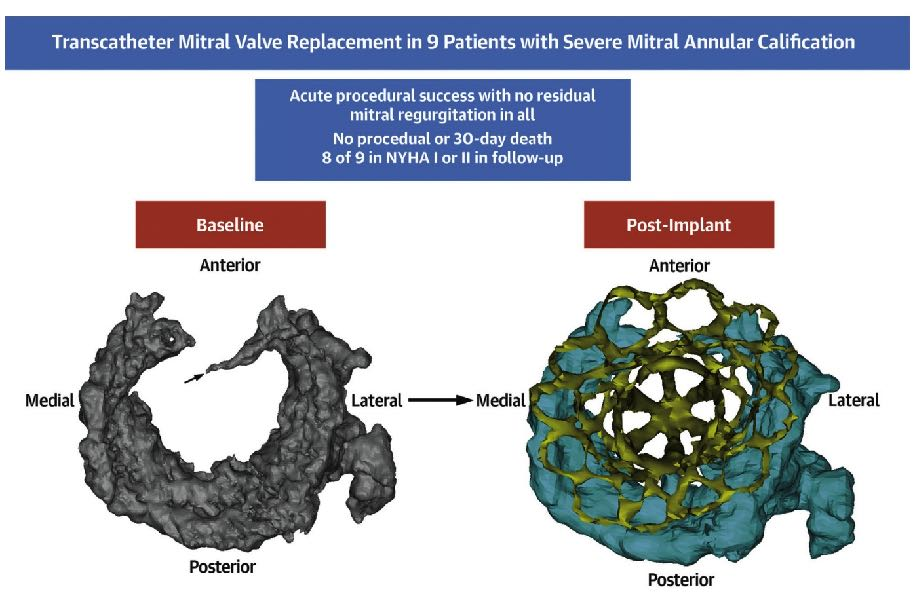 Transcatheter Mitral Valve Replacement in 9 Patients with Severe Mitral Annular Calification
Acute procedural success with no residual
mitral regurgitation in all
No procedual or 30-day death
8 of 9 in NYHA I or II in follow-up
Baseline
Post-Implant
Anterior
Anterior
Medial
Lateral
Medial
Lateral
Posterior
Posterior